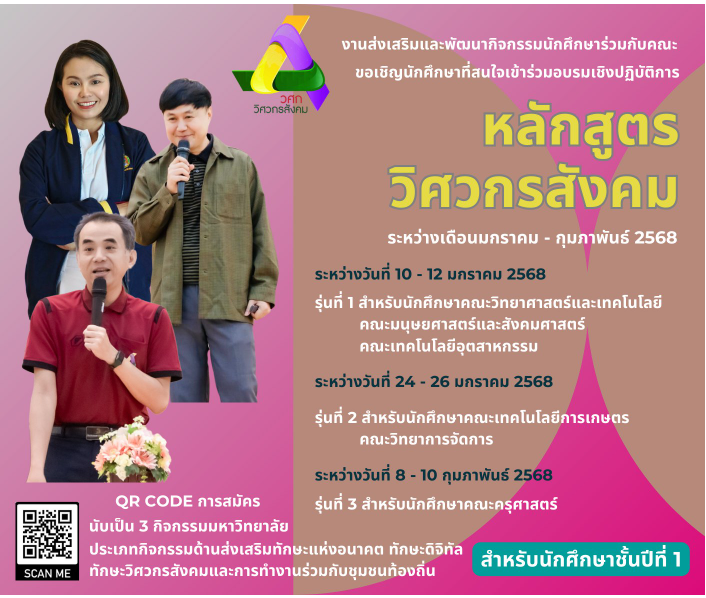 งานส่งเสริมและพัฒนากิจกรรมนักศึกษาร่วมกับคณะ
ขอเชิญนักศึกษาที่สนใจเข้าร่วมอบรมเชิงปฏิบัติการ
วศก
วิศวกรสังคม
หลักสูตร
วิศวกรสังคม
ระหว่างเดือนมกราคม - กุมภาพันธ์ 2568
ระหว่างวันที่ 10 - 12 มกราคม 2568
รุ่นที่ 1 สำหรับนักศึกษาคณะวิทยาศาสตร์และเทคโนโลยี
คณะมนุษยศาสตร์และสังคมศาสตร์
คณะเทคโนโลยีอุตสาหกรรม
ระหว่างวันที่ 24 - 26 มกราคม 2568
รุ่นที่ 2 สำหรับนักศึกษาคณะเทคโนโลยีการเกษตร
คณะวิทยาการจัดการ
ระหว่างวันที่ 8 - 10 กุมภาพันธ์ 2568
รุ่นที่ 3 สำหรับนักศึกษาคณะครุศาสตร์
QR CODE การสมัคร
นับเป็น 3 กิจกรรมมหาวิทยาลัย
ประเภทกิจกรรมด้านส่งเสริมทักษะแห่งอนาคต ทักษะดิจิทัล
ทักษะวิศวกรสังคมและการทำงานร่วมกับชุมชนท้องถิ่น
SCAN ME
สำหรับนักศึกษาชั้นปีที่ 1